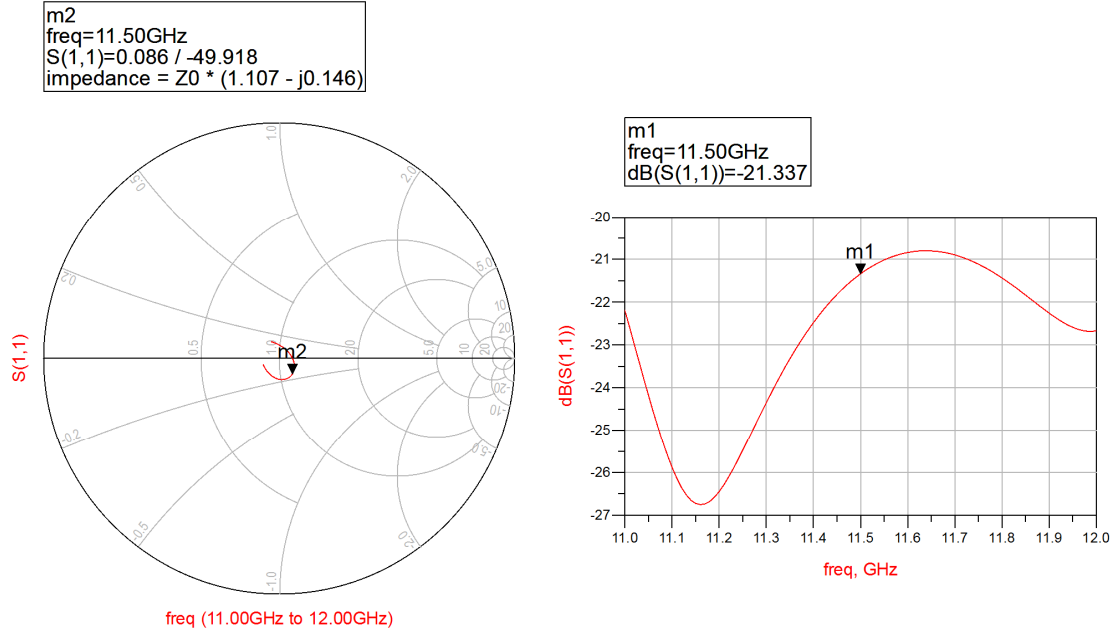 m2
freq=11.50GHz
S(1,1)=0.086 / -49.918
impedance = Z0 * (1.107 - j0.146)
1.0
0.5
2.0
0.2
5.0
10
20
0.5
1.0
2.0
5.0
10
20
m2
S(1,1)
-20
-10
-5.0
-0.2
-0.5
-2.0
-1.0
freq (11.00GHz to 12.00GHz)
m1
freq=11.50GHz
dB(S(1,1))=-21.337
m1
dB(S(1,1))
-20
-21
-22
-23
-24
-25
-26
-27
11.0 11.1 11.2 11.3 11.4 11.5 11.6 11.7 11.8 11.9 12.0
freq, GHz